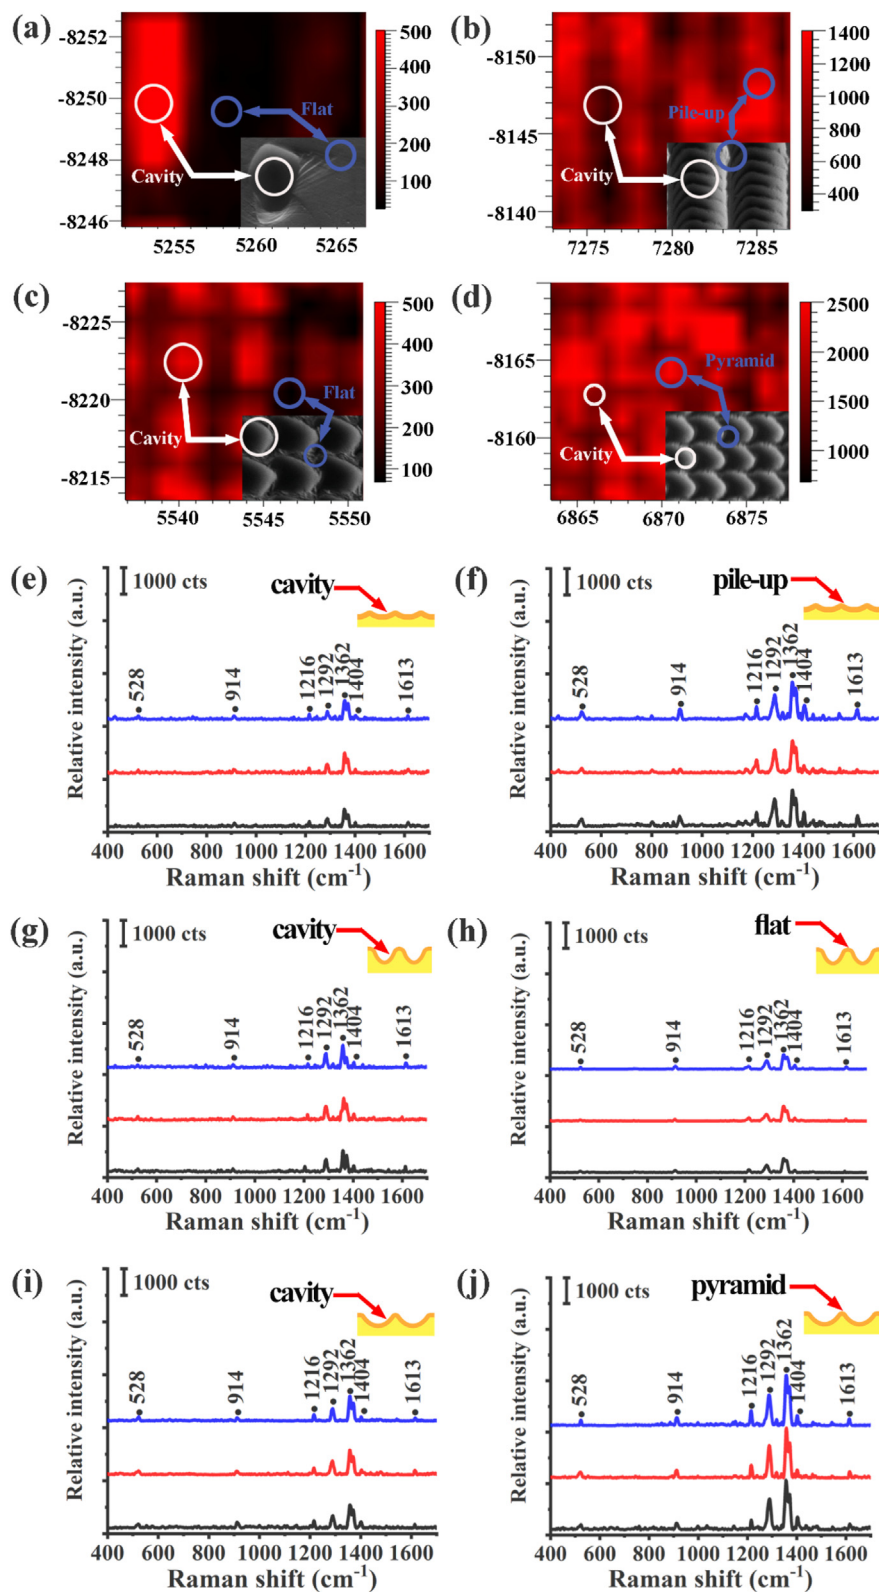 (a)
-8252
-8250
-8248
-8246
5255 5260 5265
500
400
300
200
100
Flat
Cavity
(b)
-8150
-8145
-8140
7275 7280 7285
1400
1200
1000
800
600
400
Pile-up
Cavity
(c)
-8225
-8220
-8215
5540 5545 5550
500
400
300
200
100
Flat
Cavity
(d)
-8165
-8160
6865 6870 6875
2500
2000
1500
1000
Pyramid
Cavity
(e)
1000 cts
cavity
Relative intensity (a.u.)
528 914 1216 1292 1362 1404 1613
400 600 800 1000 1200 1400 1600
Raman shift (cm-1)
(f)
1000 cts
pile-up
Relative intensity (a.u.)
528 914 1216 1292 1362 1404 1613
400 600 800 1000 1200 1400 1600
Raman shift (cm-1)
(g)
1000 cts
cavity
Relative intensity (a.u.)
528 914 1216 1292 1362 1404 1613
400 600 800 1000 1200 1400 1600
Raman shift (cm-1)
(h)
1000 cts
flat
Relative intensity (a.u.)
528 914 1216 1292 1362 1404 1613
400 600 800 1000 1200 1400 1600
Raman shift (cm-1)
(i)
1000 cts
cavity
Relative intensity (a.u.)
528 914 1216 1292 1362 1404 1613
400 600 800 1000 1200 1400 1600
Raman shift (cm-1)
(j)
1000 cts
pyramid
Relative intensity (a.u.)
528 914 1216 1292 1362 1404 1613
400 600 800 1000 1200 1400 1600
Raman shift (cm-1)